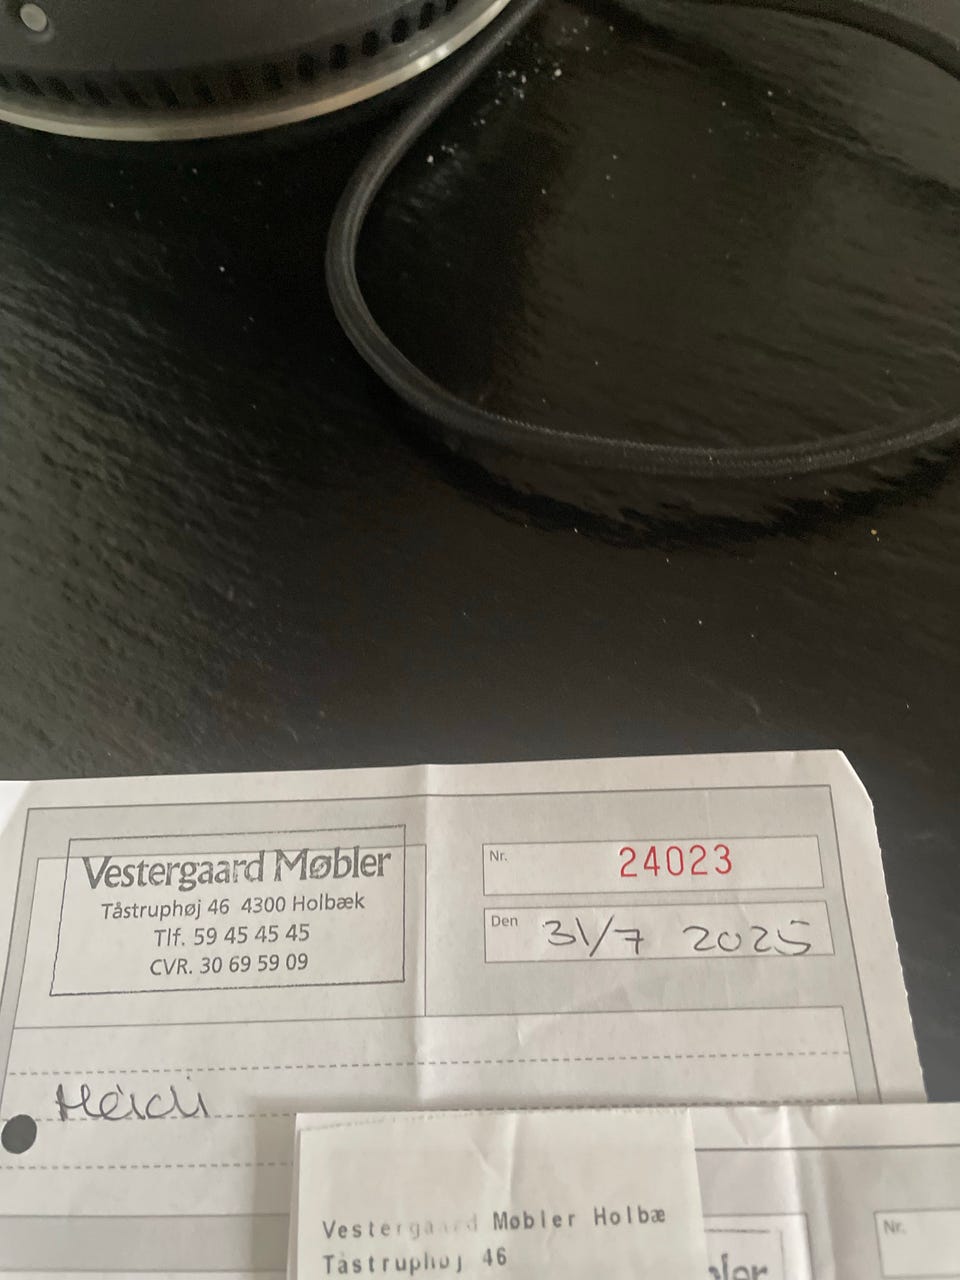 Vestergaard Møbler
Tåstruphøj 46 4300 Holbæk
Tlf. 59 45 45 45
CVR. 30 69 59 09
Nr. 24023
Den 31/7 2025
Heidi
Vestergaard Møbler Holbæ
Tåstruphøj 46
Nr.